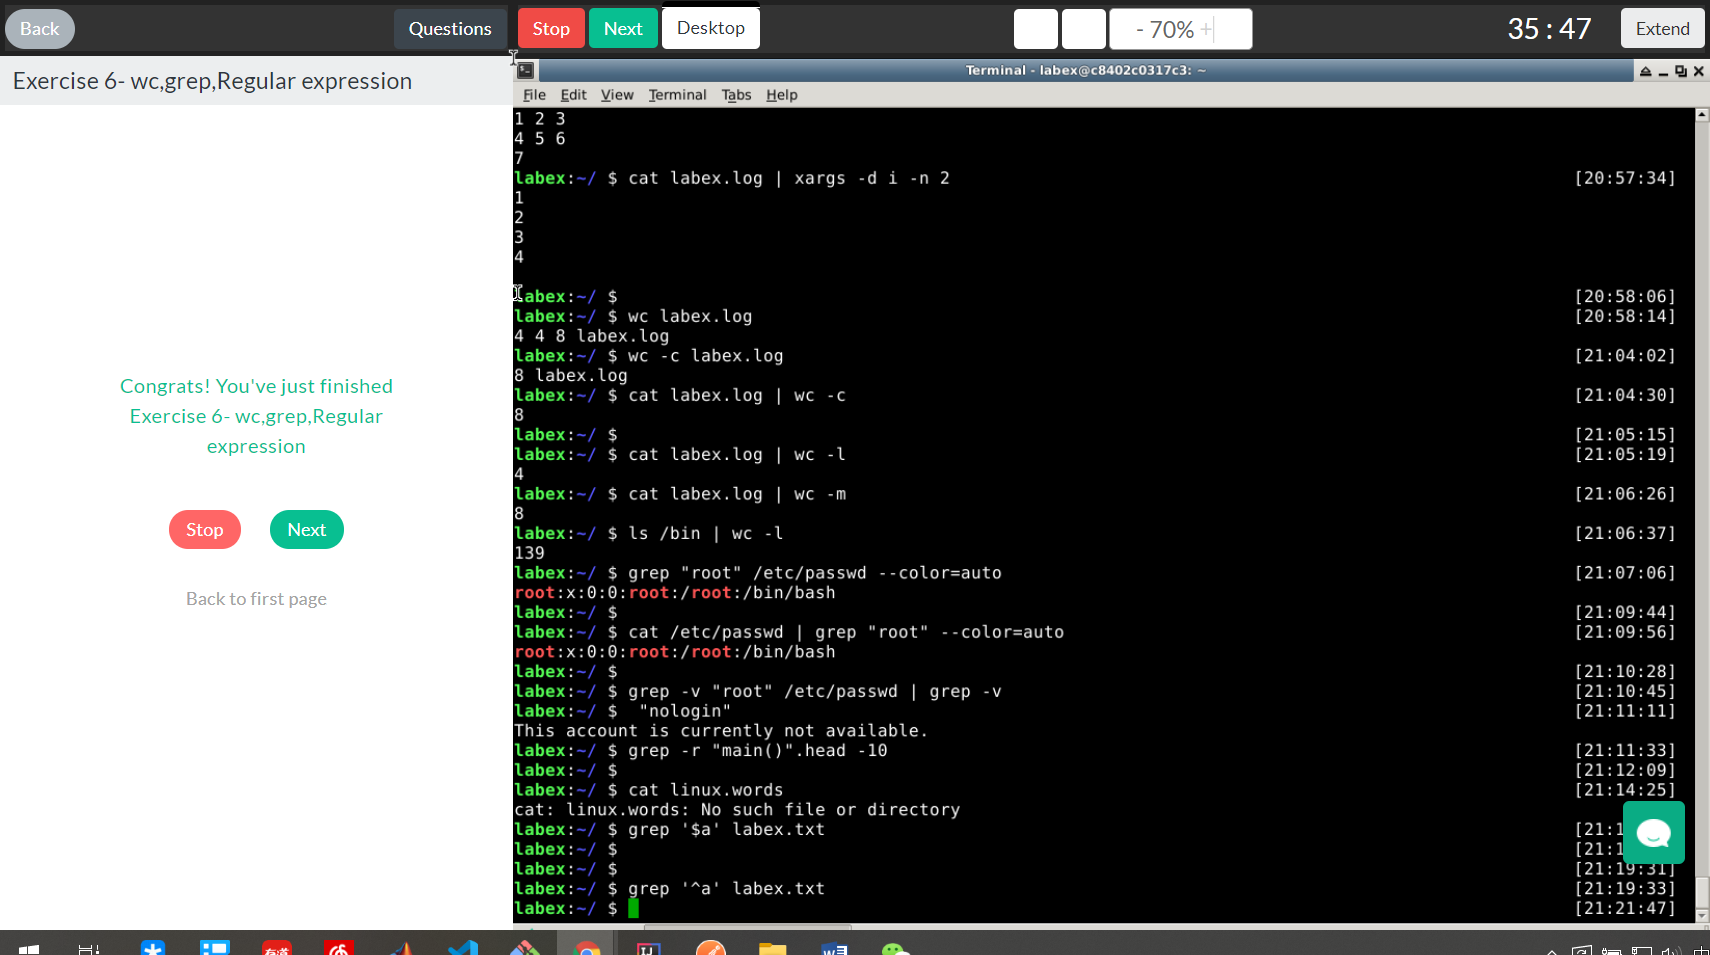 Back
Questions
Stop
Next
Desktop
- 70% +
35 : 47
Extend
Exercise 6- wc,grep,Regular expression
Congrats! You've just finished
Exercise 6- wc,grep,Regular
expression
Stop
Next
Back to first page
Terminal - labex@c8402c0317c3: ~
File Edit View Terminal Tabs Help
1 2 3
4 5 6
7
labex:~/ $ cat labex.log | xargs -d i -n 2 [20:57:34]
1
2
3
4
labex:~/ $ [20:58:06]
labex:~/ $ wc labex.log [20:58:14]
4 4 8 labex.log
labex:~/ $ wc -c labex.log [21:04:02]
8 labex.log
labex:~/ $ cat labex.log | wc -c [21:04:30]
8
labex:~/ $ [21:05:15]
labex:~/ $ cat labex.log | wc -l [21:05:19]
4
labex:~/ $ cat labex.log | wc -m [21:06:26]
8
labex:~/ $ ls /bin | wc -l [21:06:37]
139
labex:~/ $ grep "root" /etc/passwd --color=auto [21:07:06]
root:x:0:0:root:/root:/bin/bash
labex:~/ $ [21:09:44]
labex:~/ $ cat /etc/passwd | grep "root" --color=auto [21:09:56]
root:x:0:0:root:/root:/bin/bash
labex:~/ $ [21:10:28]
labex:~/ $ grep -v "root" /etc/passwd | grep -v [21:10:45]
labex:~/ $  "nologin" [21:11:11]
This account is currently not available.
labex:~/ $ grep -r "main()".head -10 [21:11:33]
labex:~/ $ [21:12:09]
labex:~/ $ cat linux.words [21:14:25]
cat: linux.words: No such file or directory
labex:~/ $ grep '$a' labex.txt [21:1
labex:~/ $ [21:1
labex:~/ $ [21:19:31]
labex:~/ $ grep '^a' labex.txt [21:19:33]
labex:~/ $ [21:21:47]